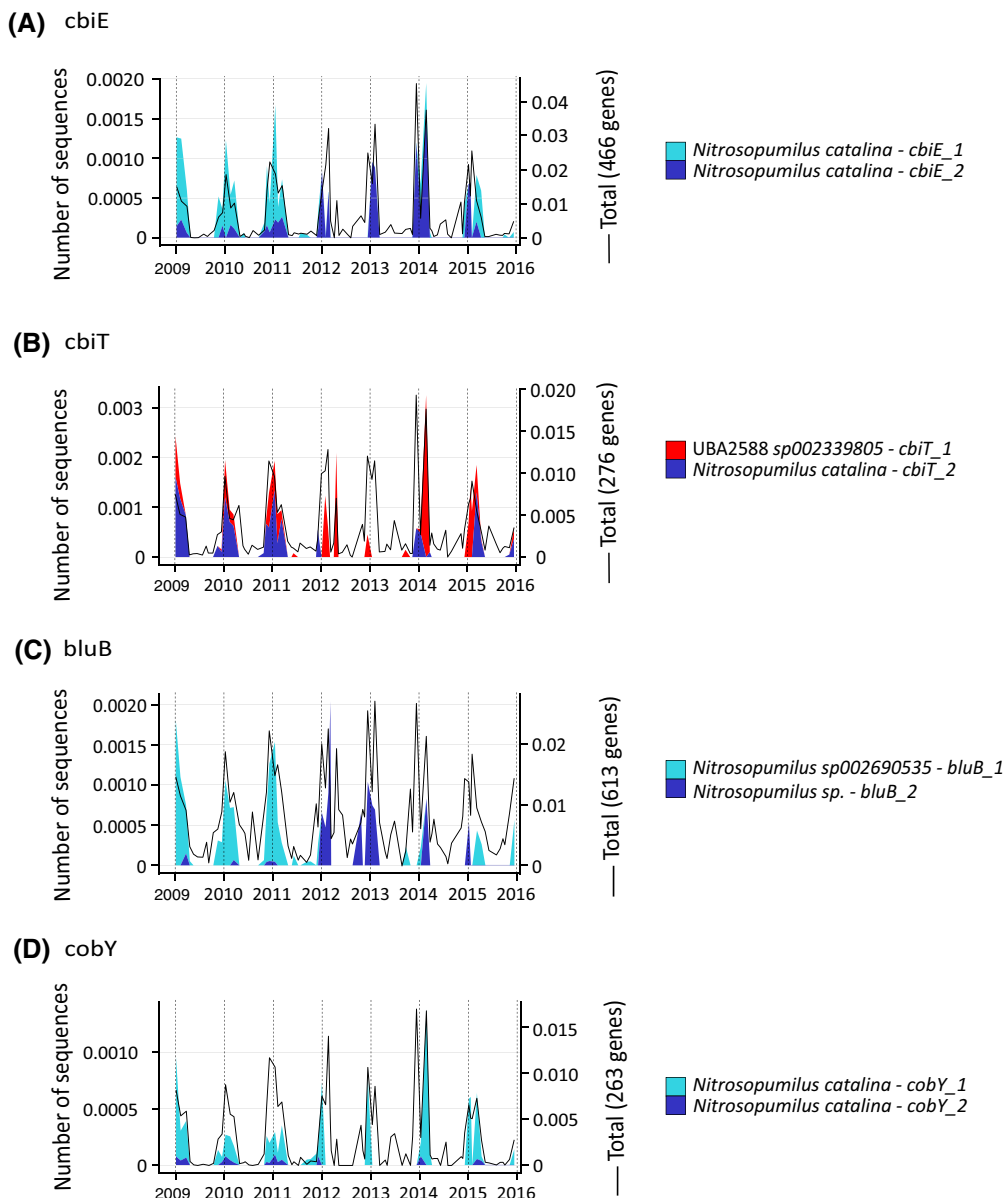 (A) cbiE
Number of sequences
0.0020
0.0015
0.0010
0.0005
0
0.04
0.03
0.02
0.01
0
Total (466 genes)
2009 2010 2011 2012 2013 2014 2015 2016
Nitrosopumilus catalina - cbiE_1
Nitrosopumilus catalina - cbiE_2
(B) cbiT
Number of sequences
0.003
0.002
0.001
0
0.020
0.015
0.010
0.005
0
Total (276 genes)
2009 2010 2011 2012 2013 2014 2015 2016
UBA2588 sp002339805 - cbiT_1
Nitrosopumilus catalina - cbiT_2
(C) bluB
Number of sequences
0.0020
0.0015
0.0010
0.0005
0
0.02
0.01
0
Total (613 genes)
2009 2010 2011 2012 2013 2014 2015 2016
Nitrosopumilus sp002690535 - bluB_1
Nitrosopumilus sp. - bluB_2
(D) cobY
Number of sequences
0.0010
0.0005
0
0.015
0.010
0.005
0
Total (263 genes)
2009 2010 2011 2012 2013 2014 2015 2016
Nitrosopumilus catalina - cobY_1
Nitrosopumilus catalina - cobY_2